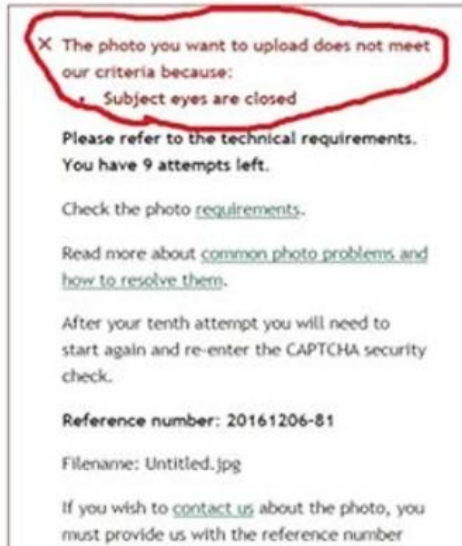 X The photo you want to upload does not meet
our criteria because:
• Subject eyes are closed
Please refer to the technical requirements.
You have 9 attempts left.
Check the photo requirements.
Read more about common photo problems and
how to resolve them.
After your tenth attempt you will need to
start again and re-enter the CAPTCHA security
check.
Reference number: 20161206-81
Filename: Untitled.jpg
If you wish to contact us about the photo, you
must provide us with the reference number